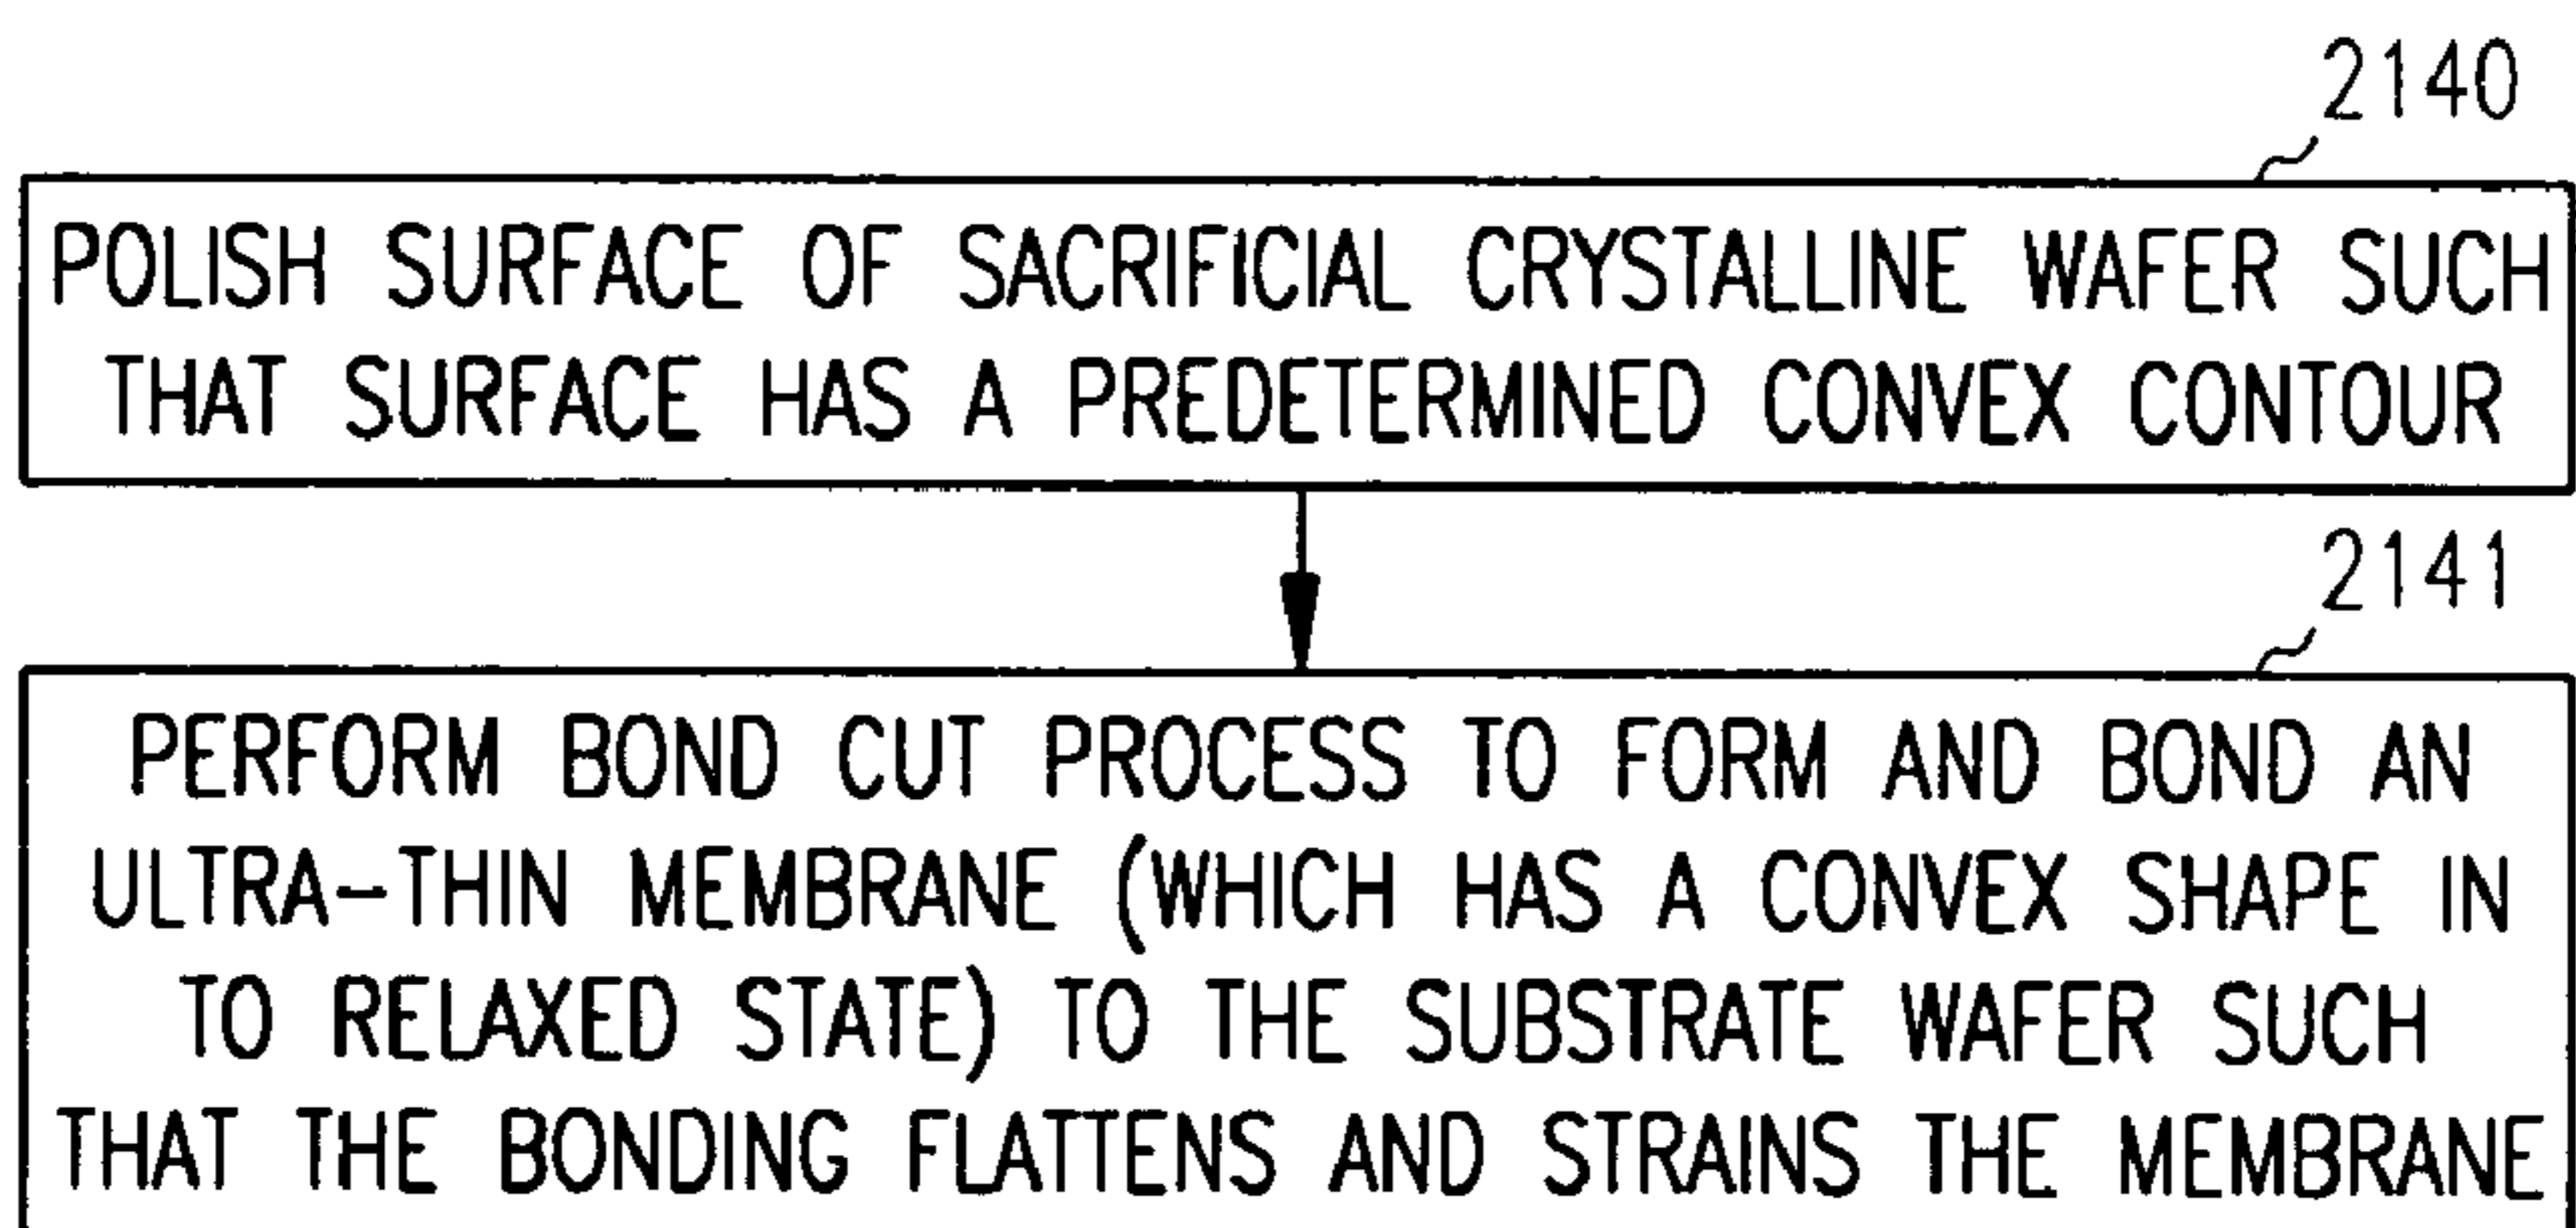 2140
POLISH SURFACE OF SACRIFICIAL CRYSTALLINE WAFER SUCH
THAT SURFACE HAS A PREDETERMINED CONVEX CONTOUR
2141
PERFORM BOND CUT PROCESS TO FORM AND BOND AN
ULTRA-THIN MEMBRANE (WHICH HAS A CONVEX SHAPE IN
TO RELAXED STATE) TO THE SUBSTRATE WAFER SUCH
THAT THE BONDING FLATTENS AND STRAINS THE MEMBRANE